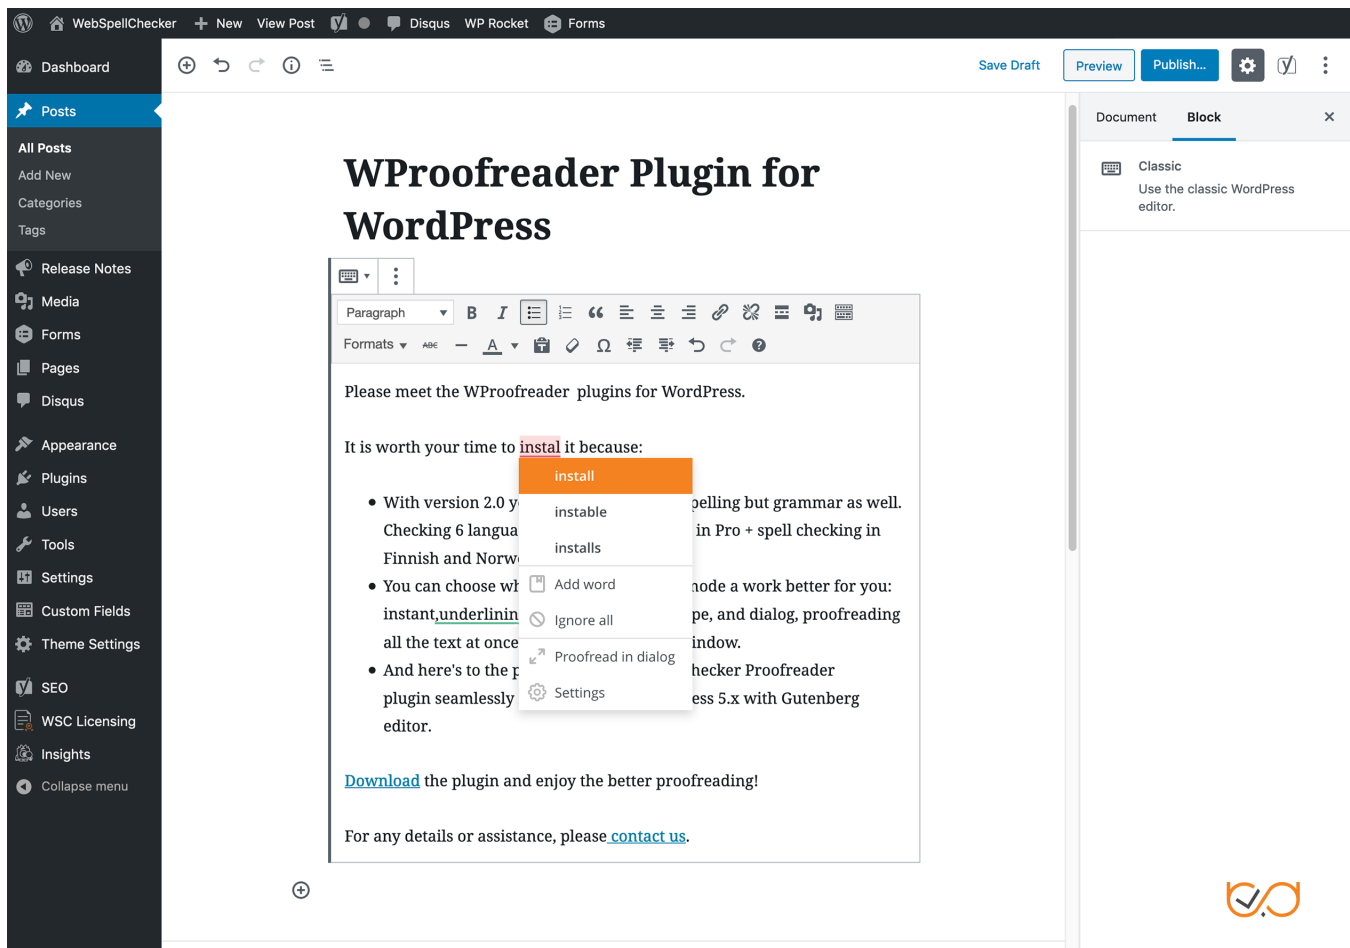 WebSpellChecker
New
View Post
Disqus
WP Rocket
Forms
Dashboard
Posts
All Posts
Add New
Categories
Tags
Release Notes
Media
Forms
Pages
Disqus
Appearance
Plugins
Users
Tools
Settings
Custom Fields
Theme Settings
SEO
WSC Licensing
Insights
Collapse menu
Save Draft
Preview
Publish...
WProofreader Plugin for
WordPress
Paragraph
B I
Formats
ABC
A
Ω
Please meet the WProofreader  plugins for WordPress.
It is worth your time to instal it because:
install
instable
installs
Add word
Ignore all
Proofread in dialog
Settings
With version 2.0 y pelling but grammar as well.
Checking 6 langua in Pro + spell checking in
Finnish and Norw
You can choose wh ode a work better for you:
instant,underlinin pe, and dialog, proofreading
all the text at once indow.
And here's to the p hecker Proofreader
plugin seamlessly ess 5.x with Gutenberg
editor.
Download the plugin and enjoy the better proofreading!
For any details or assistance, please contact us.
Document
Block
Classic
Use the classic WordPress
editor.